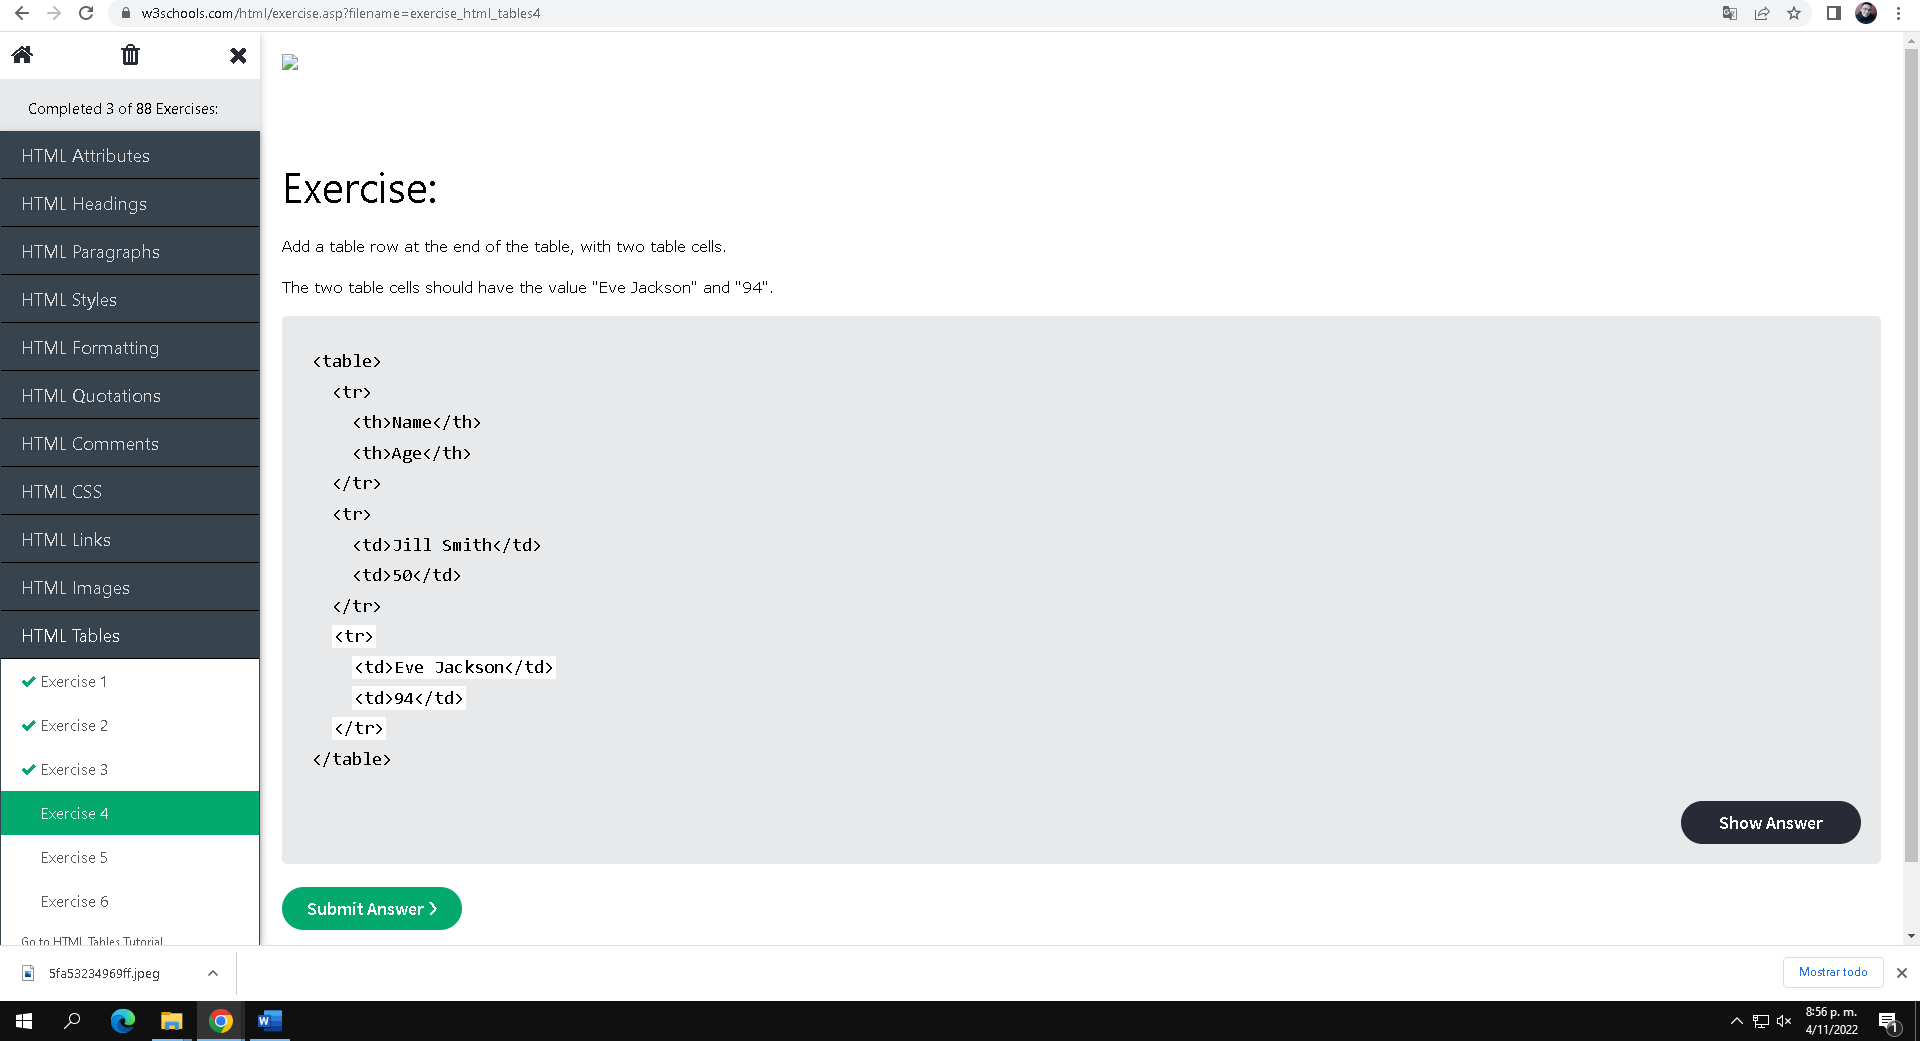 w3schools.com/html/exercise.asp?filename=exercise_html_tables4
Completed 3 of 88 Exercises:
HTML Attributes
HTML Headings
HTML Paragraphs
HTML Styles
HTML Formatting
HTML Quotations
HTML Comments
HTML CSS
HTML Links
HTML Images
HTML Tables
Exercise 1
Exercise 2
Exercise 3
Exercise 4
Exercise 5
Exercise 6
Go to HTML Tables Tutorial
Exercise:
Add a table row at the end of the table, with two table cells.
The two table cells should have the value "Eve Jackson" and "94".
<table>
<tr>
<th>Name</th>
<th>Age</th>
</tr>
<tr>
<td>Jill Smith</td>
<td>50</td>
</tr>
<tr>
<td>Eve Jackson</td>
<td>94</td>
</tr>
</table>
Show Answer
Submit Answer ❯
5fa53234969ff.jpeg
Mostrar todo
8:56 p. m.
4/11/2022
1